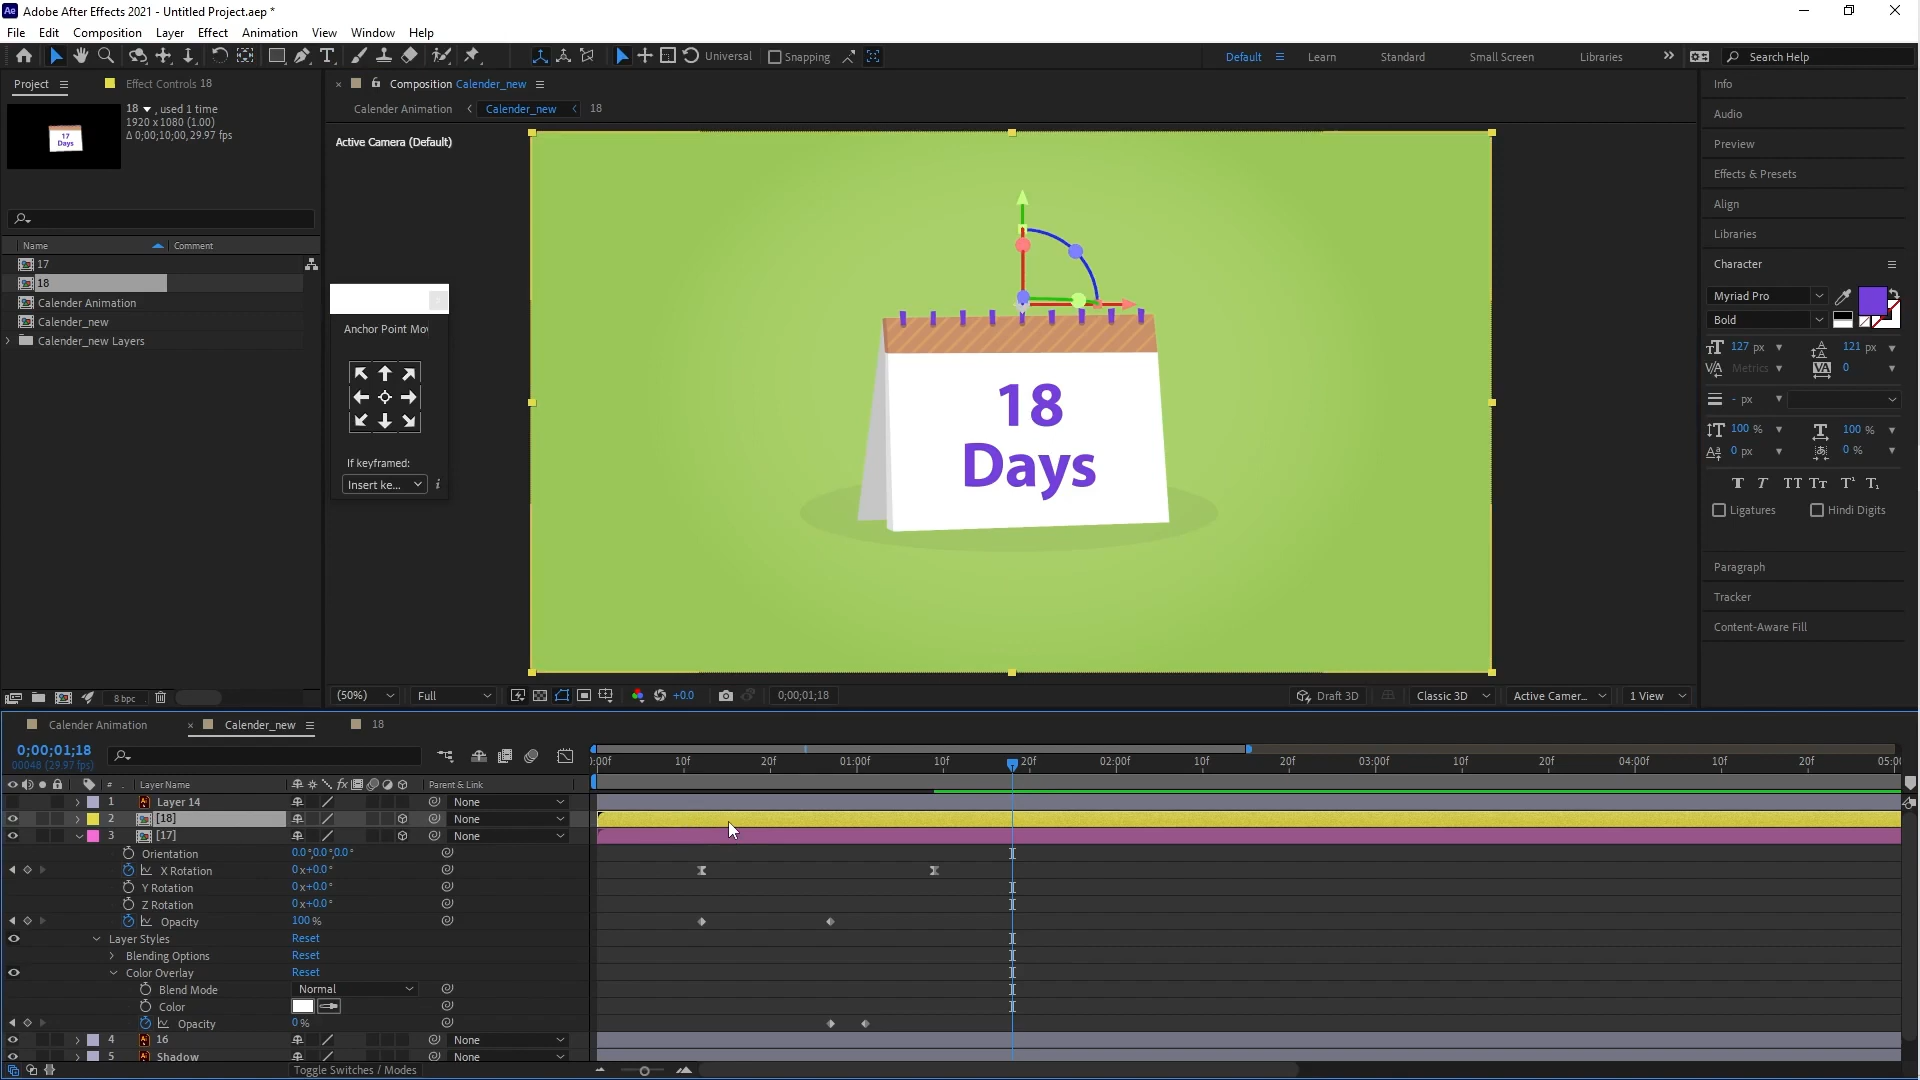 Ae Adobe After Effects 2021 - Untitled Project.aep *
File Edit Composition Layer Effect Animation View Window Help
Universal Snapping Default Learn Standard Small Screen Libraries Search Help
Project Effect Controls 18
18 , used 1 time
1920 x 1080 (1.00)
Δ 0;00;10;00, 29.97 fps
17
Days
Name Comment
17
18
Calender Animation
Calender_new
Calender_new Layers
8 bpc
Composition Calender_new
Calender Animation Calender_new 18
Active Camera (Default)
Anchor Point Mov
If keyframed:
Insert ke...
18
Days
(50%) Full +0.0 0;00;01;18 Draft 3D Classic 3D Active Camer... 1 View
Info
Audio
Preview
Effects & Presets
Align
Libraries
Character
Myriad Pro
Bold
127 px 121 px
Metrics 0
- px
100 % 100 %
0 px 0 %
Ligatures Hindi Digits
Paragraph
Tracker
Content-Aware Fill
Calender Animation Calender_new 18
0;00;01;18
00048 (29.97 fps)
):00f 10f 20f 01:00f 10f 20f 02:00f 10f 20f 03:00f 10f 20f 04:00f 10f 20f 05:00
# Layer Name Parent & Link
1 Layer 14 None
2 [18] None
3 [17] None
Orientation 0.0°,0.0°,0.0°
X Rotation 0x+0.0°
Y Rotation 0x+0.0°
Z Rotation 0x+0.0°
Opacity 100 %
Layer Styles Reset
Blending Options Reset
Color Overlay Reset
Blend Mode Normal
Color
Opacity 0 %
4 16 None
5 Shadow None
Toggle Switches / Modes